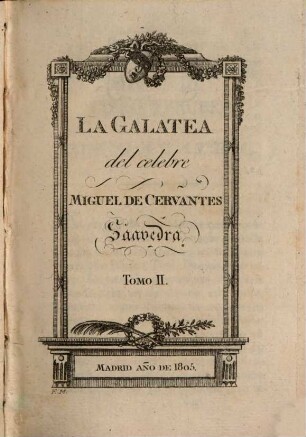 LA GALATEA
del celebre
MIGUEL DE CERVANTES
Saavedra
TOMO II.
MADRID AÑO DE 1805.